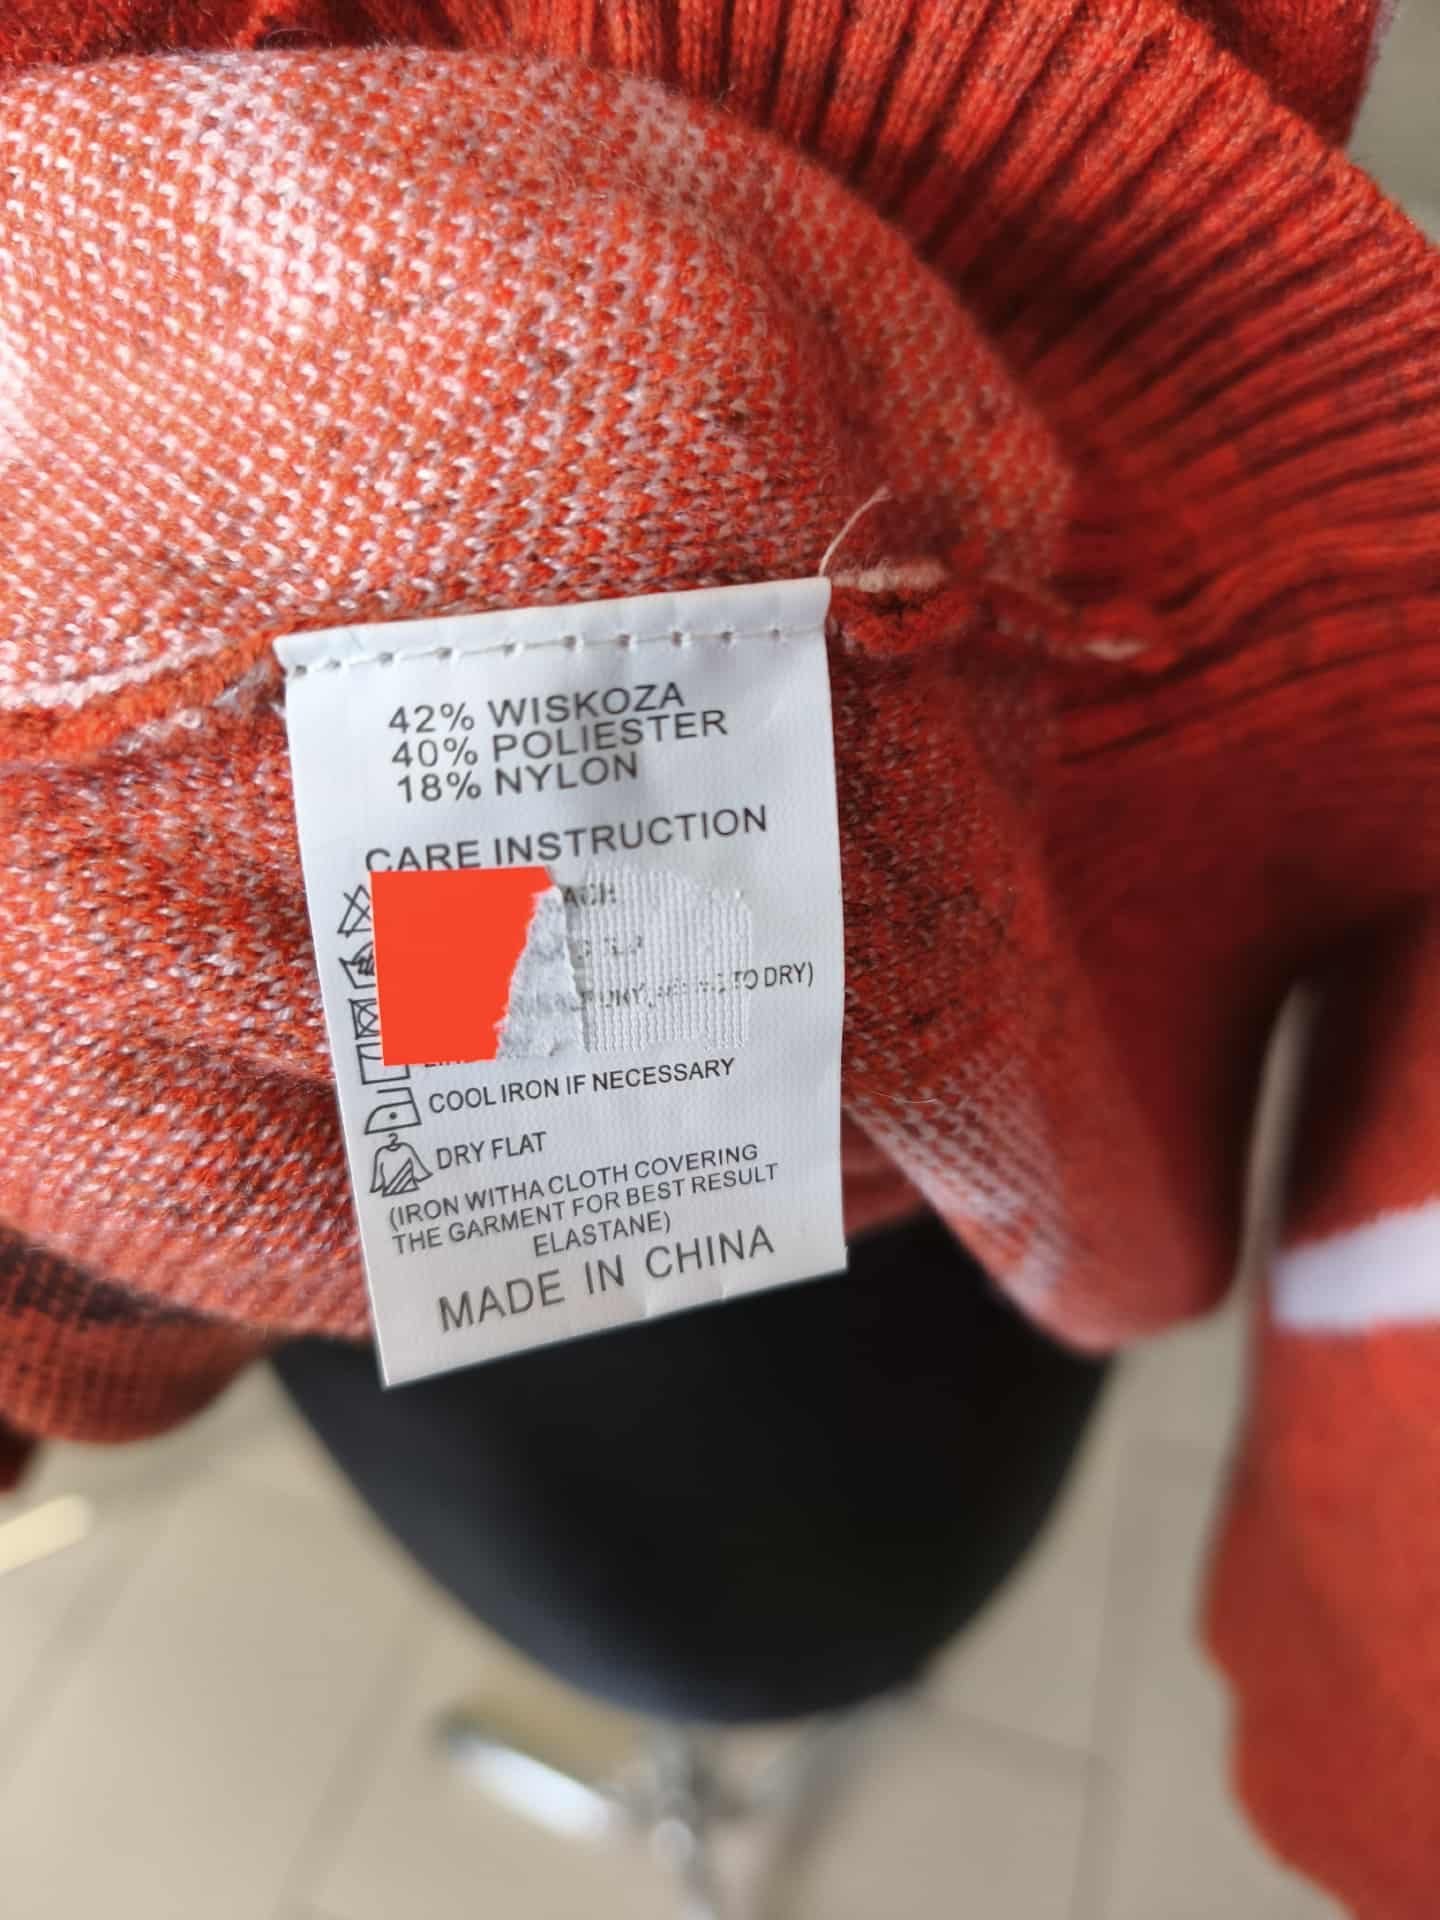 42% WISKOZA
40% POLIESTER
18% NYLON
CARE INSTRUCTION
TO DRY)
COOL IRON IF NECESSARY
DRY FLAT
(IRON WITHA CLOTH COVERING
THE GARMENT FOR BEST RESULT
ELASTANE)
MADE IN CHINA